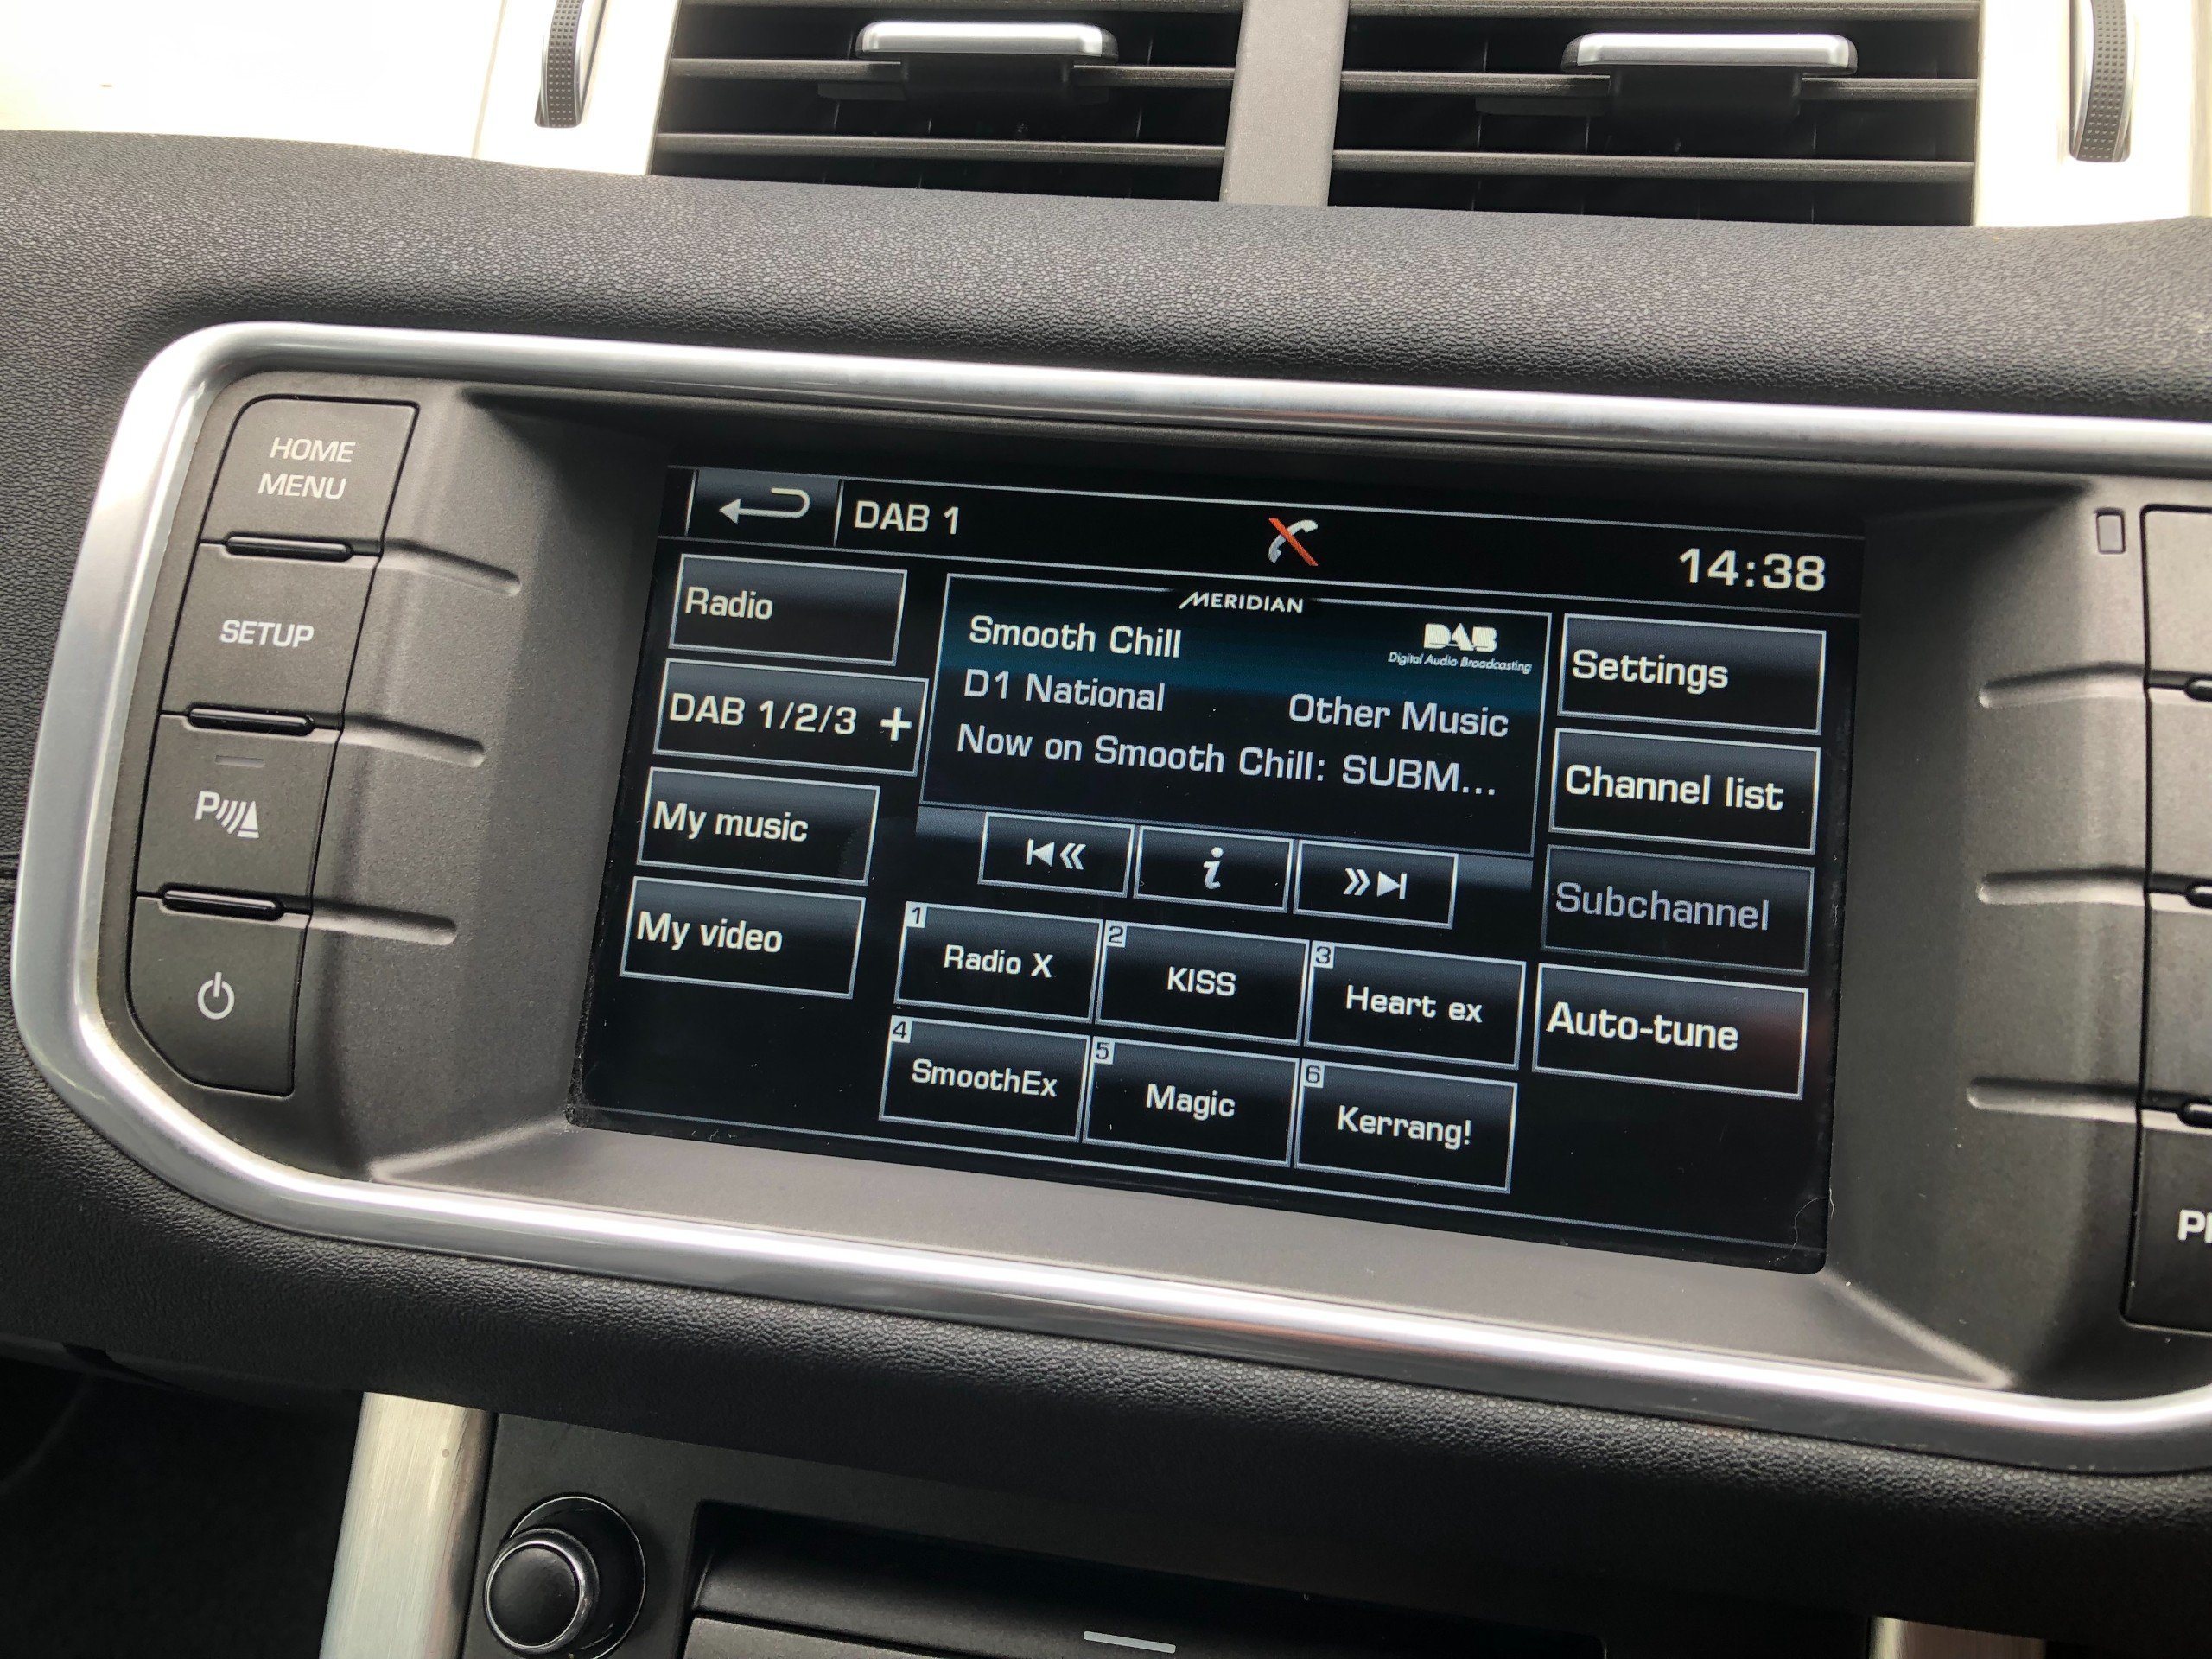 HOME
MENU
SETUP
P
DAB 1
14:38
Radio
DAB 1/2/3 +
My music
My video
MERIDIAN
Smooth Chill
DAB
Digital Audio Broadcasting
D1 National
Other Music
Now on Smooth Chill: SUBM...
i
1
Radio X
2
KISS
3
Heart ex
4
SmoothEx
5
Magic
6
Kerrang!
Settings
Channel list
Subchannel
Auto-tune